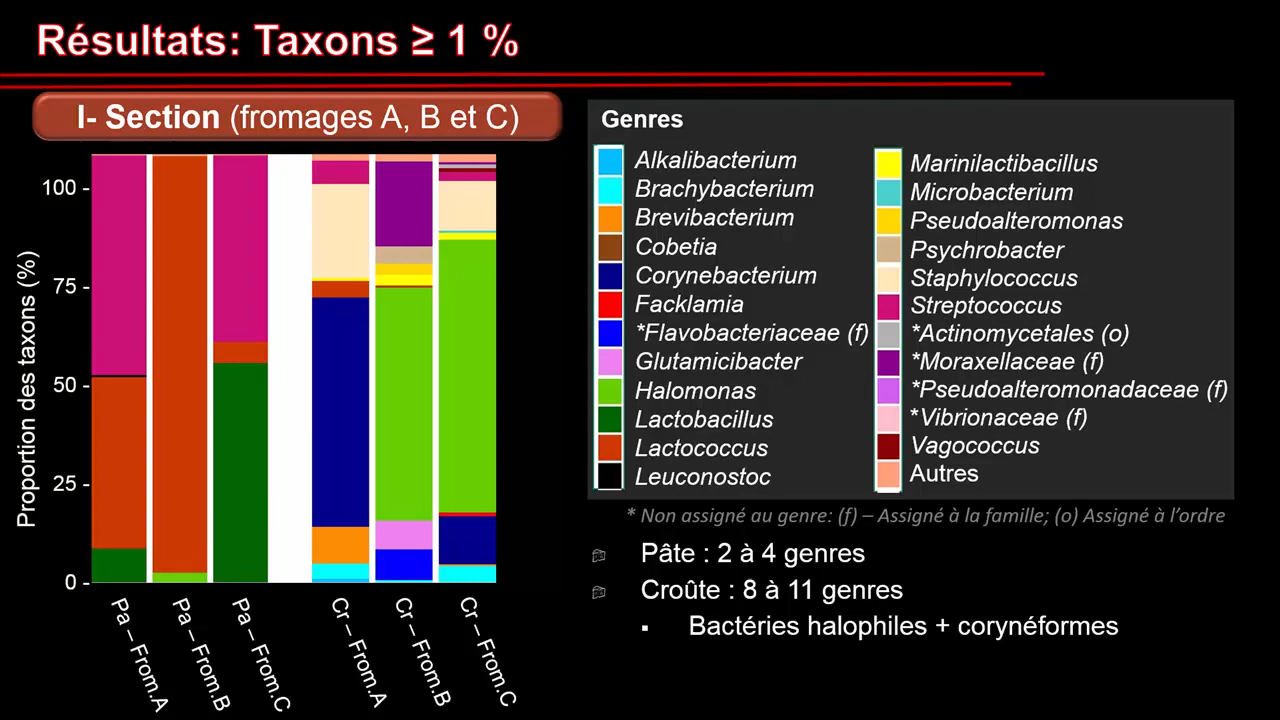 Résultats: Taxons ≥ 1 %
I- Section (fromages A, B et C)
Proportion des taxons (%)
100 -
75 -
50 -
25 -
0 -
Pa – From.A
Pa – From.B
Pa – From.C
Cr – From.A
Cr – From.B
Cr – From.C
Genres
Alkalibacterium
Brachybacterium
Brevibacterium
Cobetia
Corynebacterium
Facklamia
*Flavobacteriaceae (f)
Glutamicibacter
Halomonas
Lactobacillus
Lactococcus
Leuconostoc
Marinilactibacillus
Microbacterium
Pseudoalteromonas
Psychrobacter
Staphylococcus
Streptococcus
*Actinomycetales (o)
*Moraxellaceae (f)
*Pseudoalteromonadaceae (f)
*Vibrionaceae (f)
Vagococcus
Autres
* Non assigné au genre: (f) – Assigné à la famille; (o) Assigné à l'ordre
Pâte : 2 à 4 genres
Croûte : 8 à 11 genres
▪ Bactéries halophiles + corynéformes